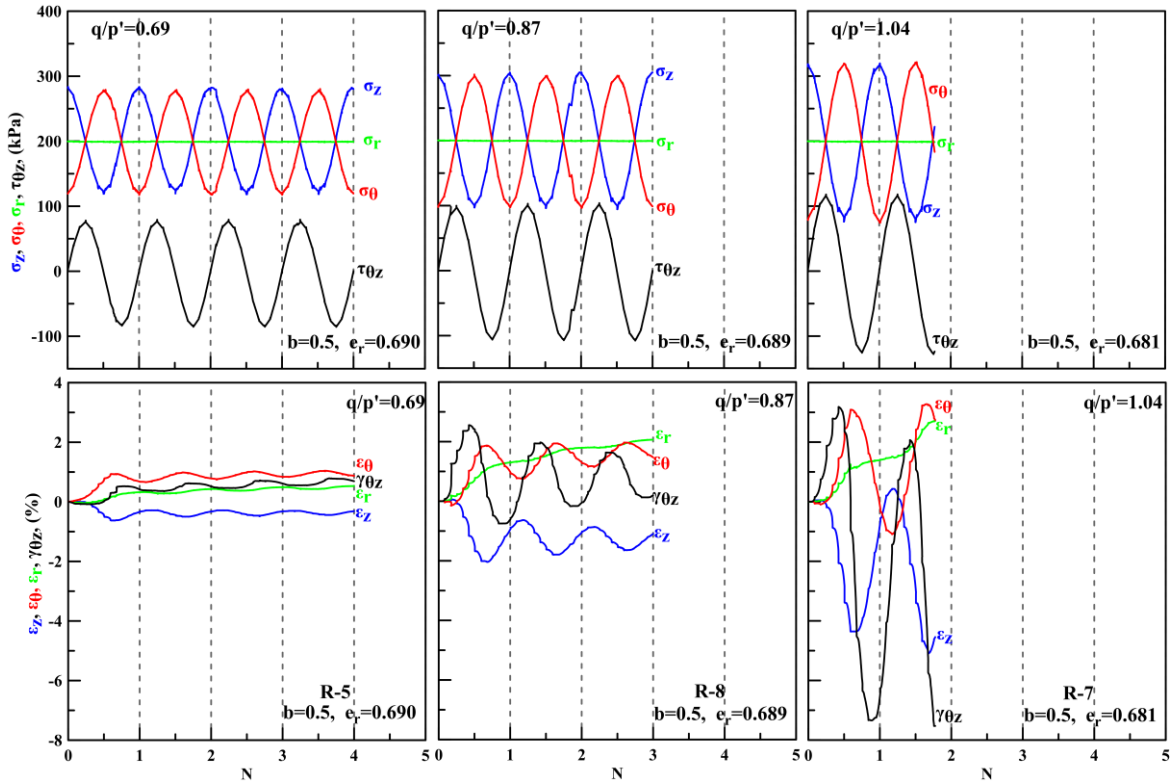 q/p'=0.69
q/p'=0.87
q/p'=1.04
400
300
200
100
0
-100
σz, σθ, σr, τθz, (kPa)
σz
σr
σθ
τθz
b=0.5, er=0.690
σz
σr
σθ
τθz
b=0.5, er=0.689
σθ
σr
σz
τθz
b=0.5, er=0.681
4
2
0
-2
-4
-6
-8
εz, εθ, εr, γθz, (%)
q/p'=0.69
εθ
γθz
εr
εz
R-5
b=0.5, er=0.690
0 1 2 3 4 5
N
q/p'=0.87
εr
εθ
γθz
εz
R-8
b=0.5, er=0.689
0 1 2 3 4 5
N
q/p'=1.04
εθ
εr
εz
γθz
R-7
b=0.5, er=0.681
0 1 2 3 4 5
N